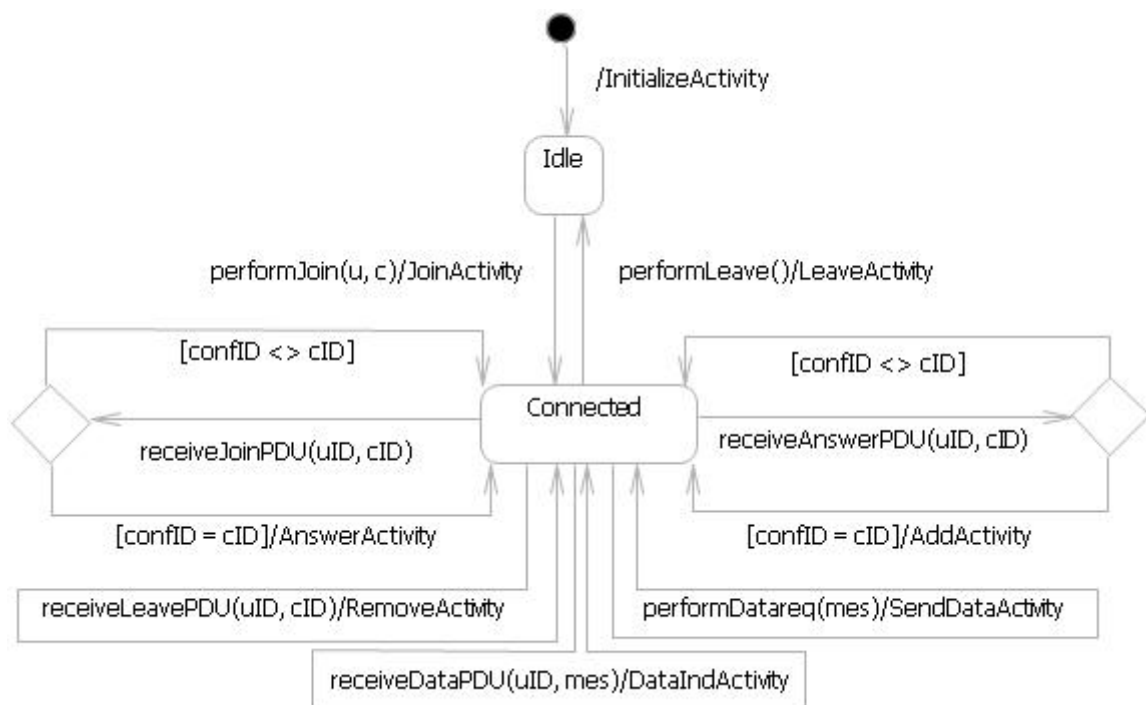 /InitializeActivity
Idle
performJoin(u, c)/JoinActivity
performLeave()/LeaveActivity
[confID <> cID]
[confID <> cID]
Connected
receiveJoinPDU(uID, cID)
receiveAnswerPDU(uID, cID)
[confID = cID]/AnswerActivity
[confID = cID]/AddActivity
receiveLeavePDU(uID, cID)/RemoveActivity
performDatareq(mes)/SendDataActivity
receiveDataPDU(uID, mes)/DataIndActivity